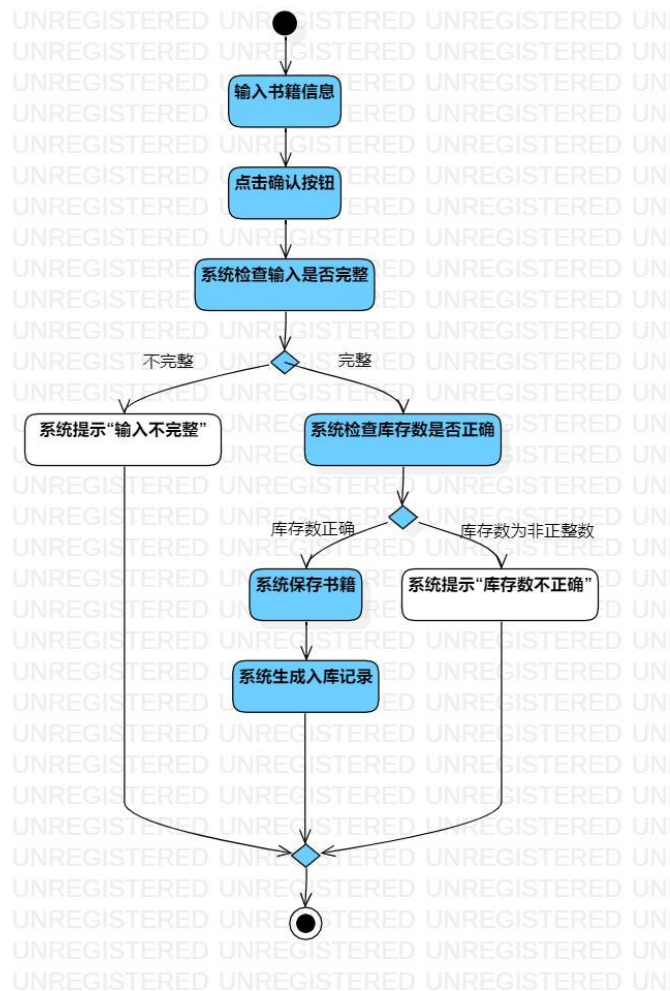 输入书籍信息
点击确认按钮
系统检查输入是否完整
不完整
完整
系统提示“输入不完整”
系统检查库存数是否正确
库存数正确
库存数为非正整数
系统保存书籍
系统提示“库存数不正确”
系统生成入库记录
UNREGISTERED